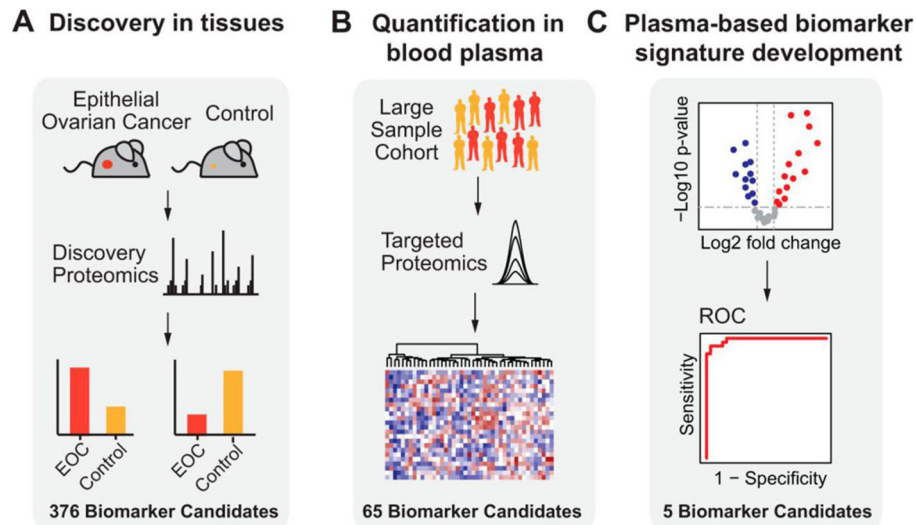 A Discovery in tissues
Epithelial
Ovarian Cancer
Control
Discovery
Proteomics
EOC
Control
EOC
Control
376 Biomarker Candidates
B Quantification in
blood plasma
Large
Sample
Cohort
Targeted
Proteomics
65 Biomarker Candidates
C Plasma-based biomarker
signature development
−Log10 p-value
Log2 fold change
ROC
Sensitivity
1 − Specificity
5 Biomarker Candidates